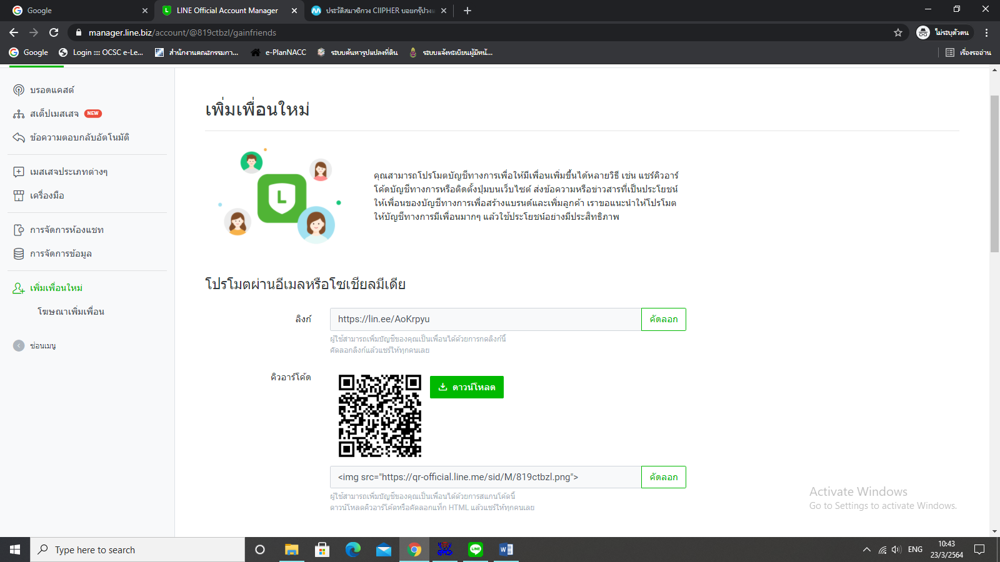 Google
LINE Official Account Manager
ประวัติสมาชิกวง CIIPHER บอยกรุ๊ปวง
manager.line.biz/account/@819ctbzl/gainfriends
ไม่ระบุตัวตน
Google
Login :::: OCSC e-Le...
สำนักงานคณะกรรมกา...
e-PlanNACC
ระบบค้นหารูปแปลงที่ดิน
ระบบแจ้งทะเบียนผู้มีหน้...
เรื่องรออ่าน
บรอดแคสต์
สเต็ปเมสเสจ NEW
ข้อความตอบกลับอัตโนมัติ
เมสเสจประเภทต่างๆ
เครื่องมือ
การจัดการห้องแชท
การจัดการข้อมูล
เพิ่มเพื่อนใหม่
โฆษณาเพิ่มเพื่อน
ซ่อนเมนู
เพิ่มเพื่อนใหม่
L
คุณสามารถโปรโมตบัญชีทางการเพื่อให้มีเพื่อนเพิ่มขึ้นได้หลายวิธี เช่น แชร์คิวอาร์
โค้ดบัญชีทางการหรือติดตั้งปุ่มบนเว็บไซต์ ส่งข้อความหรือข่าวสารที่เป็นประโยชน์
ให้เพื่อนของบัญชีทางการเพื่อสร้างแบรนด์และเพิ่มลูกค้า เราขอแนะนำให้โปรโมต
ให้บัญชีทางการมีเพื่อนมากๆ แล้วใช้ประโยชน์อย่างมีประสิทธิภาพ
โปรโมตผ่านอีเมลหรือโซเชียลมีเดีย
ลิงก์
https://lin.ee/AoKrpyu
คัดลอก
ผู้ใช้สามารถเพิ่มบัญชีของคุณเป็นเพื่อนได้ด้วยการกดลิงก์นี้
คัดลอกลิงก์แล้วแชร์ให้ทุกคนเลย
คิวอาร์โค้ด
ดาวน์โหลด
<img src="https://qr-official.line.me/sid/M/819ctbzl.png">
คัดลอก
ผู้ใช้สามารถเพิ่มบัญชีของคุณเป็นเพื่อนได้ด้วยการสแกนโค้ดนี้
ดาวน์โหลดคิวอาร์โค้ดหรือคัดลอกแท็ก HTML แล้วแชร์ให้ทุกคนเลย
Activate Windows
Go to Settings to activate Windows.
Type here to search
ENG
10:43
23/3/2564